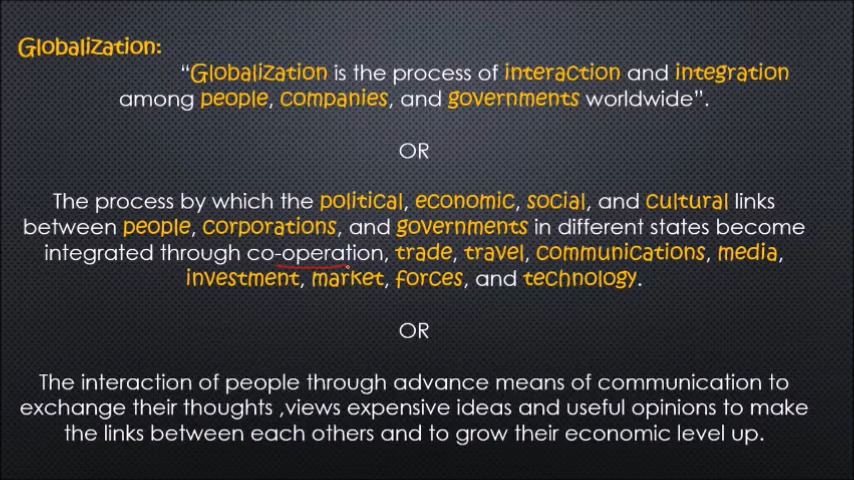 Globalization:
"Globalization is the process of interaction and integration
among people, companies, and governments worldwide".
OR
The process by which the political, economic, social, and cultural links
between people, corporations, and governments in different states become
integrated through co-operation, trade, travel, communications, media,
investment, market, forces, and technology.
OR
The interaction of people through advance means of communication to
exchange their thoughts ,views expensive ideas and useful opinions to make
the links between each others and to grow their economic level up.